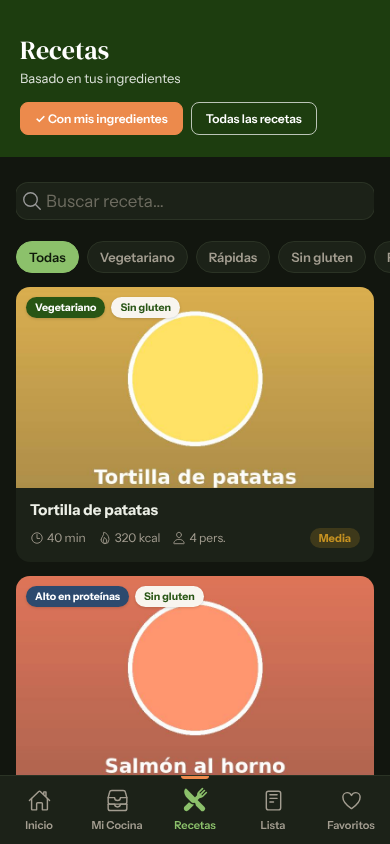 Recetas
Basado en tus ingredientes
✓ Con mis ingredientes
Todas las recetas
Buscar receta...
Todas
Vegetariano
Rápidas
Sin gluten
Vegetariano
Sin gluten
Tortilla de patatas
Tortilla de patatas
40 min
320 kcal
4 pers.
Media
Alto en proteínas
Sin gluten
Salmón al horno
Inicio
Mi Cocina
Recetas
Lista
Favoritos